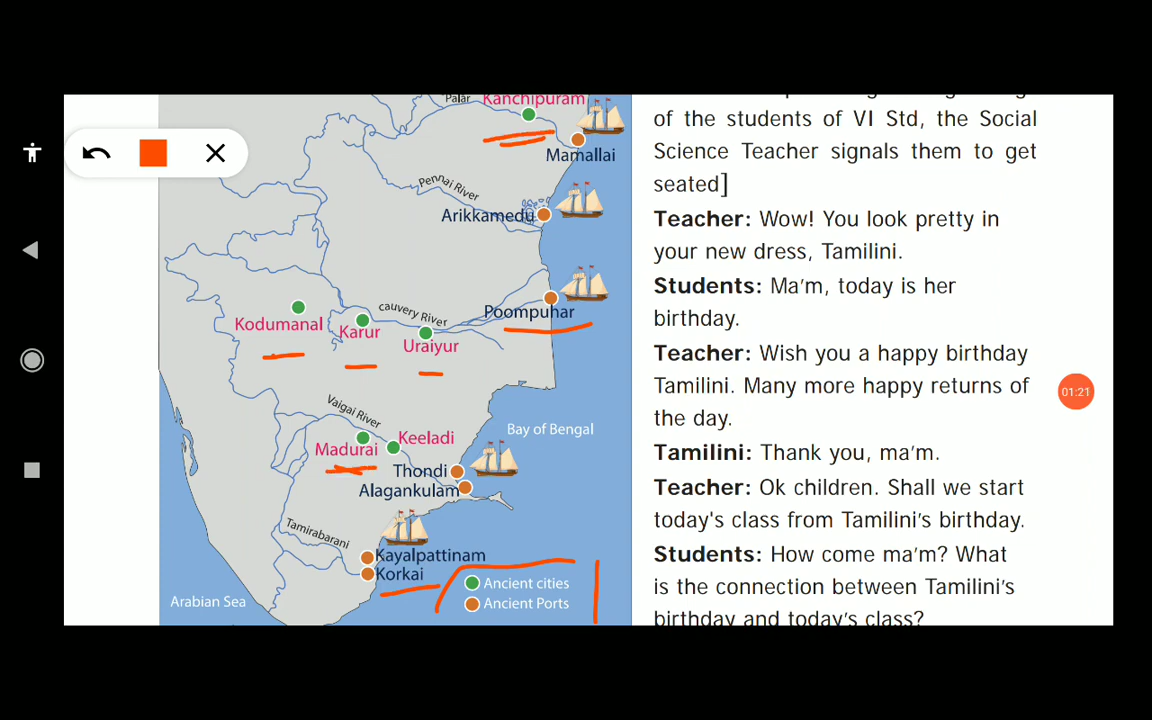 Palar
Kanchipuram
Mamallai
Pennai River
Arikkamedu
Poompuhar
cauvery River
Kodumanal
Karur
Uraiyur
Vaigai River
Madurai
Keeladi
Bay of Bengal
Thondi
Alagankulam
Tamirabarani
Kayalpattinam
Korkai
Arabian Sea
Ancient cities
Ancient Ports
of the students of VI Std, the Social
Science Teacher signals them to get
seated]
Teacher: Wow! You look pretty in
your new dress, Tamilini.
Students: Ma'm, today is her
birthday.
Teacher: Wish you a happy birthday
Tamilini. Many more happy returns of
the day.
Tamilini: Thank you, ma'm.
Teacher: Ok children. Shall we start
today's class from Tamilini's birthday.
Students: How come ma'm? What
is the connection between Tamilini's
birthday and today's class?
01:21